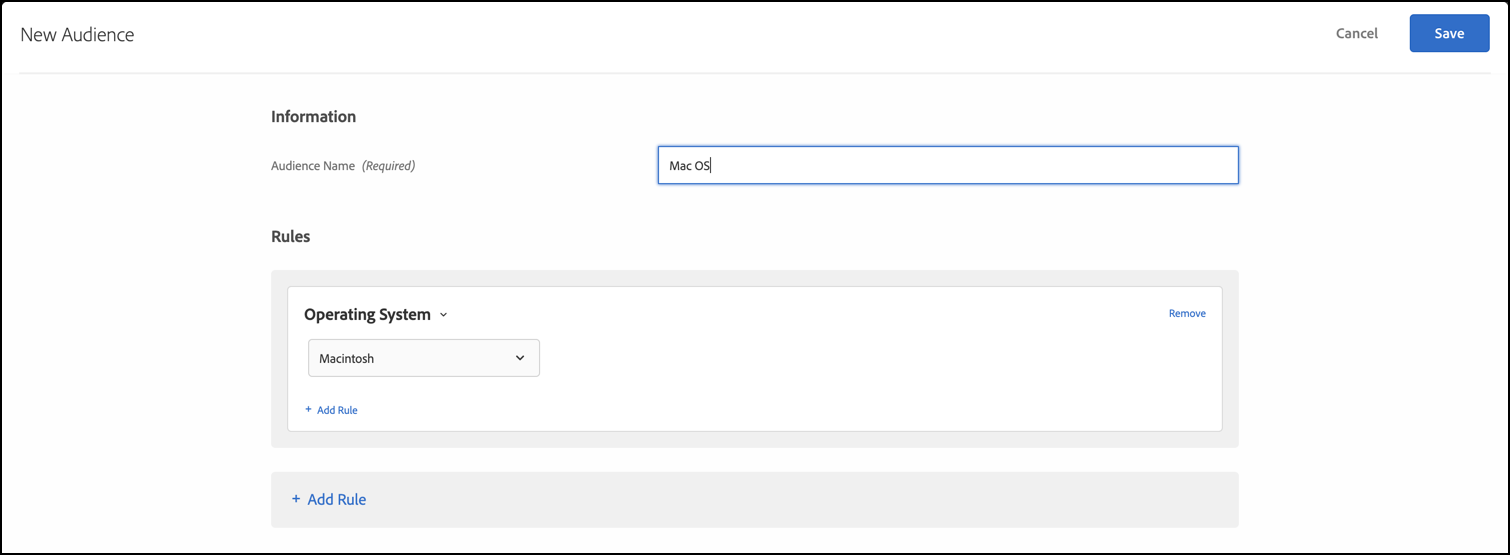 New Audience
Cancel
Save
Information
Audience Name (Required)
Mac OS
Rules
Operating System
Remove
Macintosh
+ Add Rule
+ Add Rule